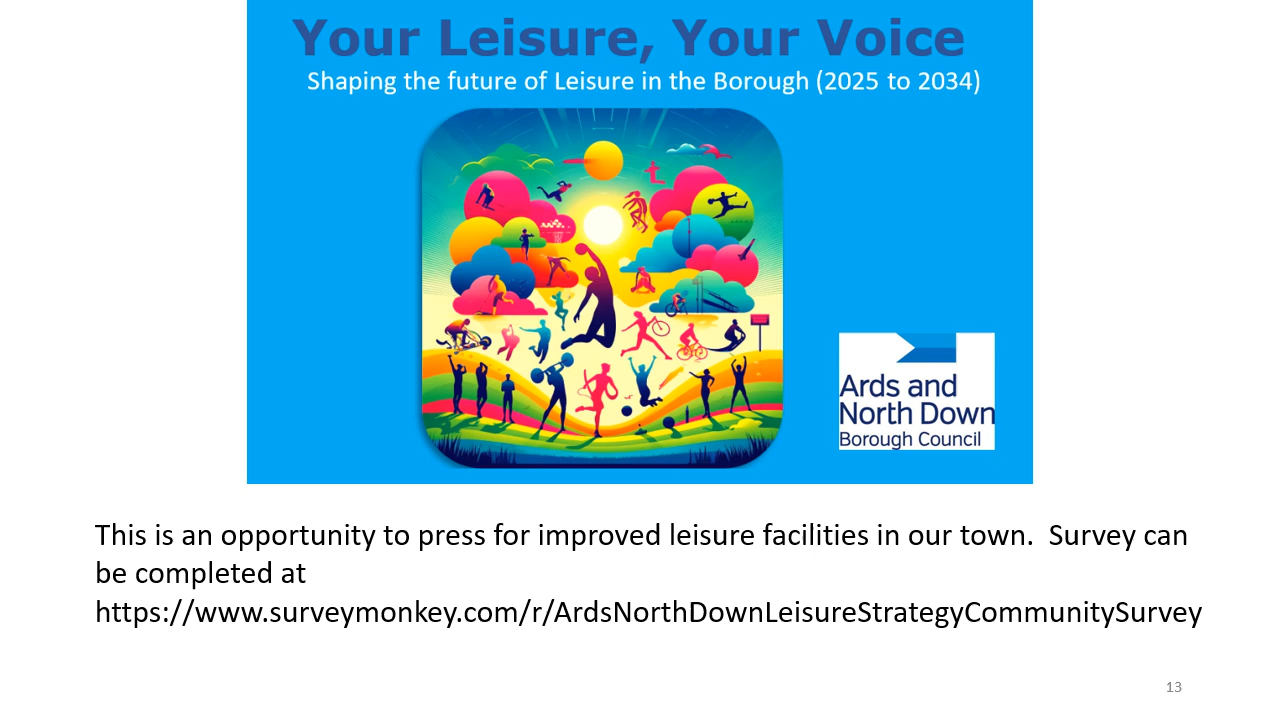 Your Leisure, Your Voice
Shaping the future of Leisure in the Borough (2025 to 2034)
Ards and
North Down
Borough Council
This is an opportunity to press for improved leisure facilities in our town.  Survey can
be completed at
https://www.surveymonkey.com/r/ArdsNorthDownLeisureStrategyCommunitySurvey
13